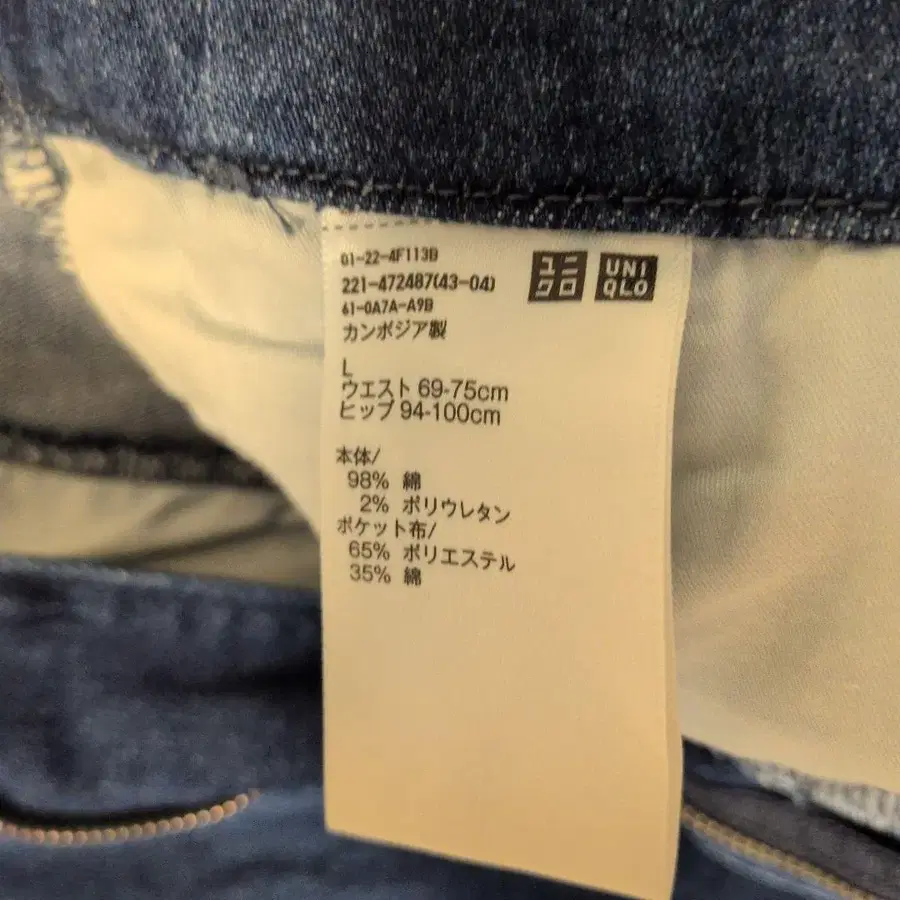 01-22-4F113B
221-472487(43-04)
61-0A7A-A9B
カンボジア製
ユニ
クロ
UNI
QLO
L
ウエスト 69-75cm
ヒップ 94-100cm
本体/
98% 綿
2% ポリウレタン
ポケット布/
65% ポリエステル
35% 綿